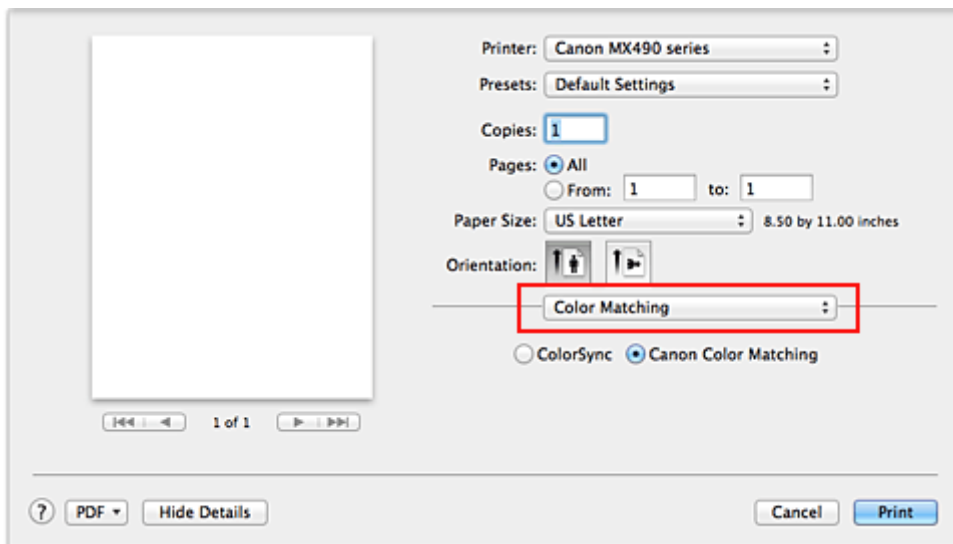 Printer: Canon MX490 series
Presets: Default Settings
Copies: 1
Pages: All
From: 1 to: 1
Paper Size: US Letter 8.50 by 11.00 inches
Orientation:
Color Matching
ColorSync Canon Color Matching
1 of 1
? PDF Hide Details Cancel Print